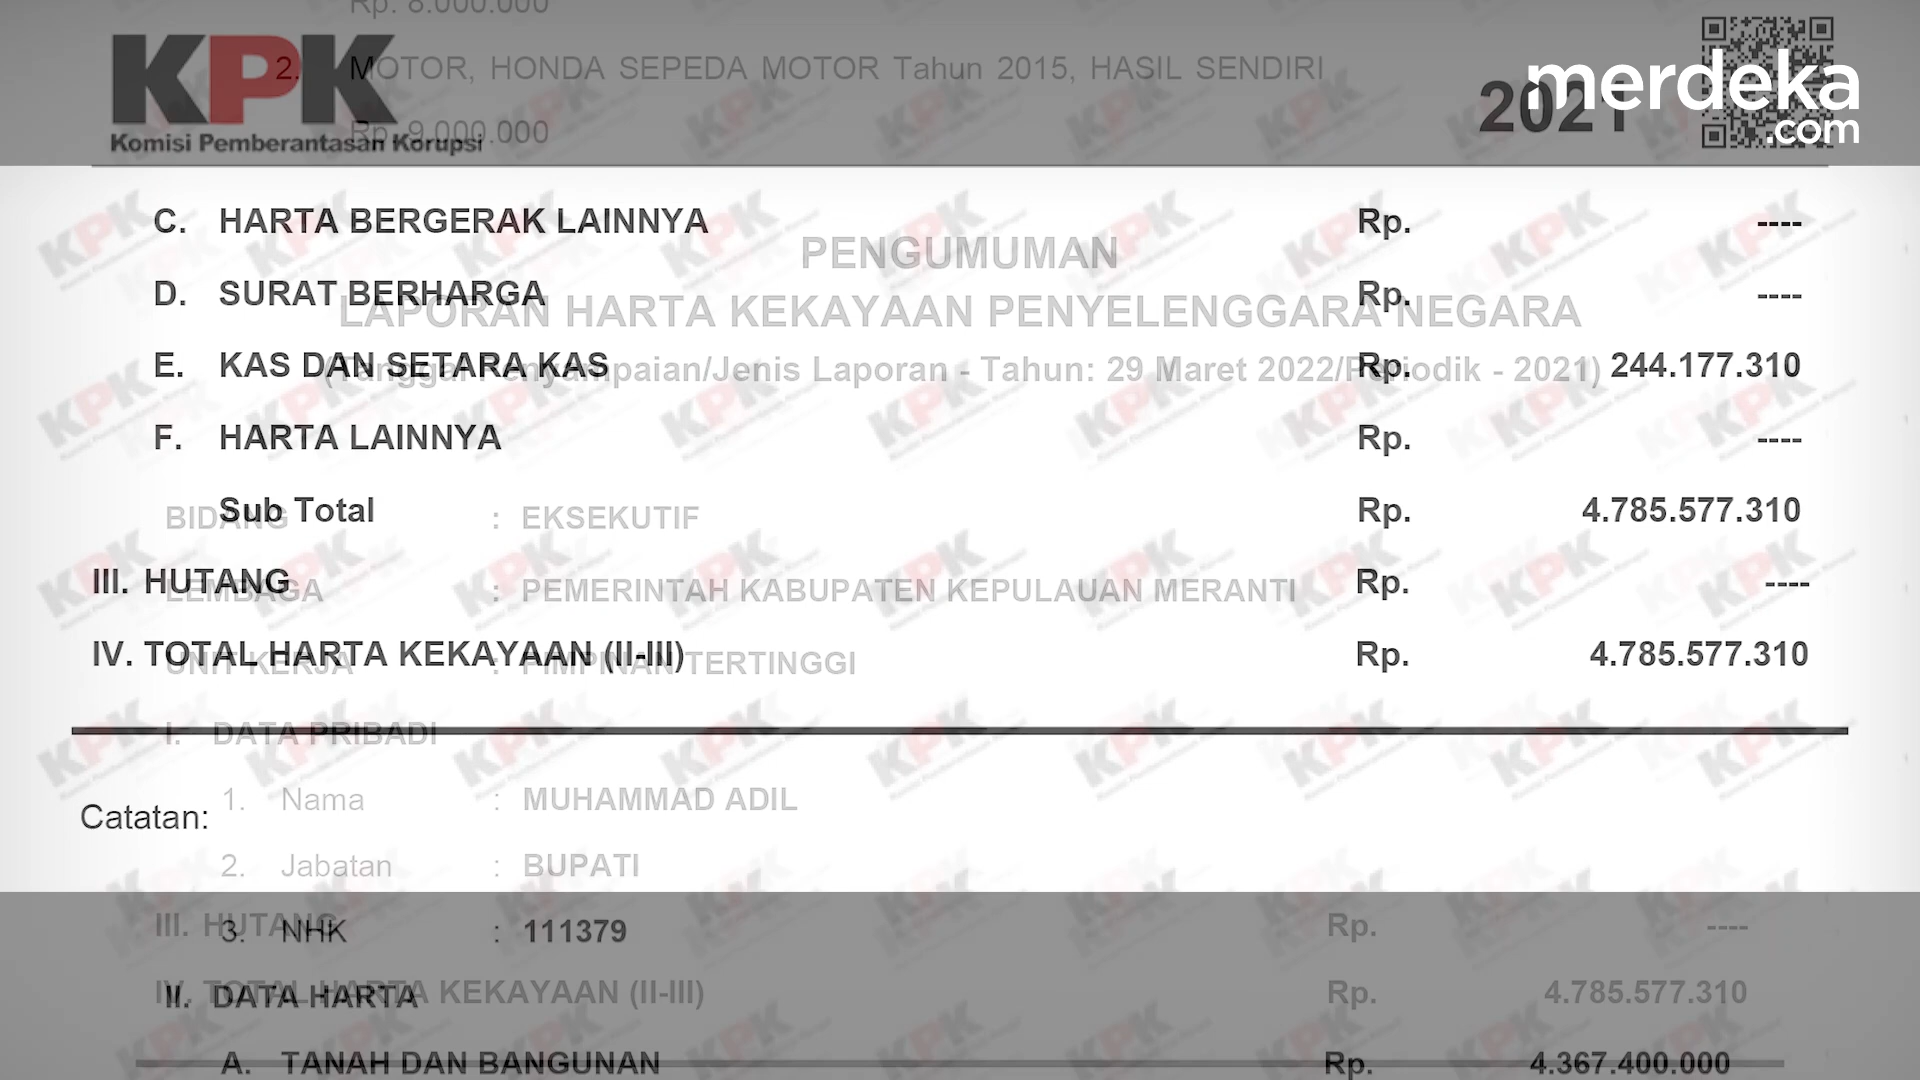 Rp. 8.000.000
KPK
2. MOTOR, HONDA SEPEDA MOTOR Tahun 2015, HASIL SENDIRI
merdeka
.com
2021
Rp. 9.000.000
Komisi Pemberantasan Korupsi
C. HARTA BERGERAK LAINNYA Rp. ----
PENGUMUMAN
D. SURAT BERHARGA Rp. ----
LAPORAN HARTA KEKAYAAN PENYELENGGARA NEGARA
E. KAS DAN SETARA KAS Rp. 244.177.310
(Tanggal Penyampaian/Jenis Laporan - Tahun: 29 Maret 2022/Periodik - 2021)
F. HARTA LAINNYA Rp. ----
Sub Total Rp. 4.785.577.310
BIDANG : EKSEKUTIF
III. HUTANG Rp. ----
LEMBAGA : PEMERINTAH KABUPATEN KEPULAUAN MERANTI
IV. TOTAL HARTA KEKAYAAN (II-III) Rp. 4.785.577.310
UNIT KERJA : PIMPINAN TERTINGGI
I. DATA PRIBADI
1. Nama : MUHAMMAD ADIL
Catatan:
2. Jabatan : BUPATI
III. HUTANG Rp. ----
3. NHK : 111379
IV. TOTAL HARTA KEKAYAAN (II-III) Rp. 4.785.577.310
II. DATA HARTA
A. TANAH DAN BANGUNAN Rp. 4.367.400.000